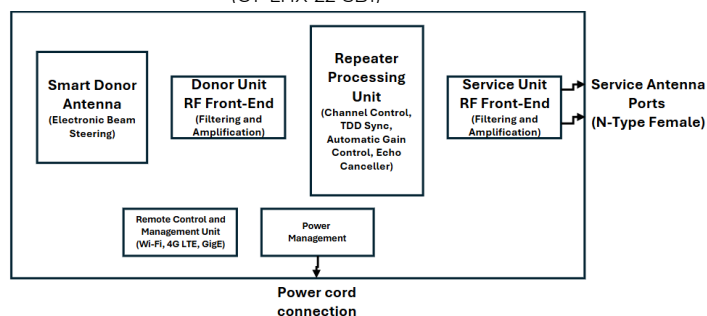 Smart Donor
Antenna
(Electronic Beam
Steering)
Donor Unit
RF Front-End
(Filtering and
Amplification)
Repeater
Processing
Unit
(Channel Control,
TDD Sync,
Automatic Gain
Control, Echo
Canceller)
Service Unit
RF Front-End
(Filtering and
Amplification)
Service Antenna
Ports
(N-Type Female)
Remote Control and
Management Unit
(Wi-Fi, 4G LTE, GigE)
Power
Management
Power cord
connection